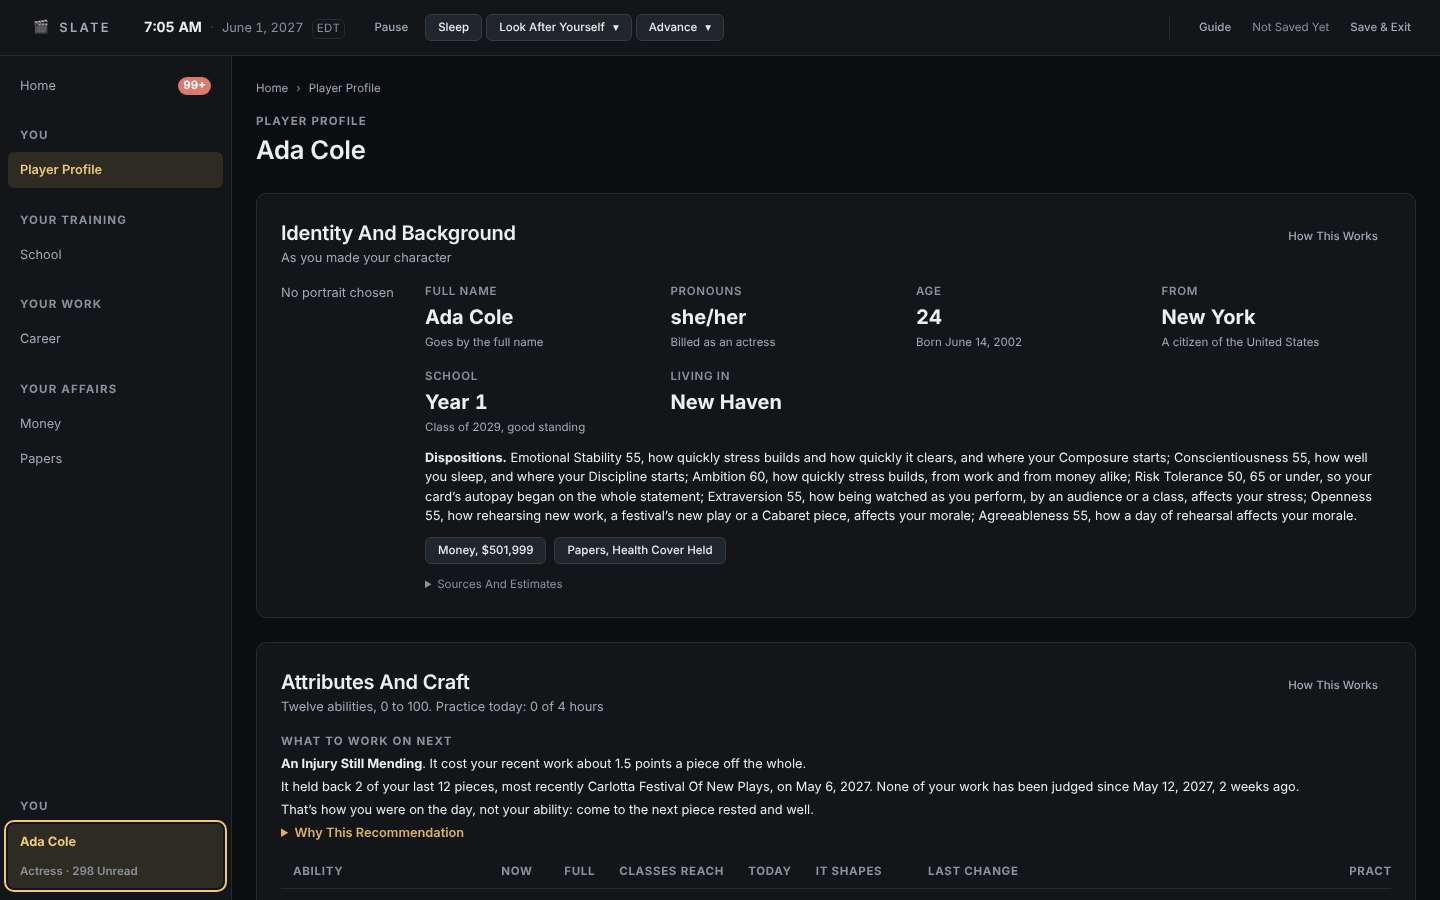 SLATE
7:05 AM · June 1, 2027 EDT
Pause
Sleep
Look After Yourself ▾
Advance ▾
Guide
Not Saved Yet
Save & Exit
Home
99+
YOU
Player Profile
YOUR TRAINING
School
YOUR WORK
Career
YOUR AFFAIRS
Money
Papers
YOU
Ada Cole
Actress · 298 Unread
Home › Player Profile
PLAYER PROFILE
Ada Cole
Identity And Background
How This Works
As you made your character
No portrait chosen
FULL NAME
Ada Cole
Goes by the full name
PRONOUNS
she/her
Billed as an actress
AGE
24
Born June 14, 2002
FROM
New York
A citizen of the United States
SCHOOL
Year 1
Class of 2029, good standing
LIVING IN
New Haven
Dispositions. Emotional Stability 55, how quickly stress builds and how quickly it clears, and where your Composure starts; Conscientiousness 55, how well
you sleep, and where your Discipline starts; Ambition 60, how quickly stress builds, from work and from money alike; Risk Tolerance 50, 65 or under, so your
card’s autopay began on the whole statement; Extraversion 55, how being watched as you perform, by an audience or a class, affects your stress; Openness
55, how rehearsing new work, a festival’s new play or a Cabaret piece, affects your morale; Agreeableness 55, how a day of rehearsal affects your morale.
Money, $501,999
Papers, Health Cover Held
▶ Sources And Estimates
Attributes And Craft
How This Works
Twelve abilities, 0 to 100. Practice today: 0 of 4 hours
WHAT TO WORK ON NEXT
An Injury Still Mending. It cost your recent work about 1.5 points a piece off the whole.
It held back 2 of your last 12 pieces, most recently Carlotta Festival Of New Plays, on May 6, 2027. None of your work has been judged since May 12, 2027, 2 weeks ago.
That’s how you were on the day, not your ability: come to the next piece rested and well.
▶ Why This Recommendation
ABILITY NOW FULL CLASSES REACH TODAY IT SHAPES LAST CHANGE PRACT